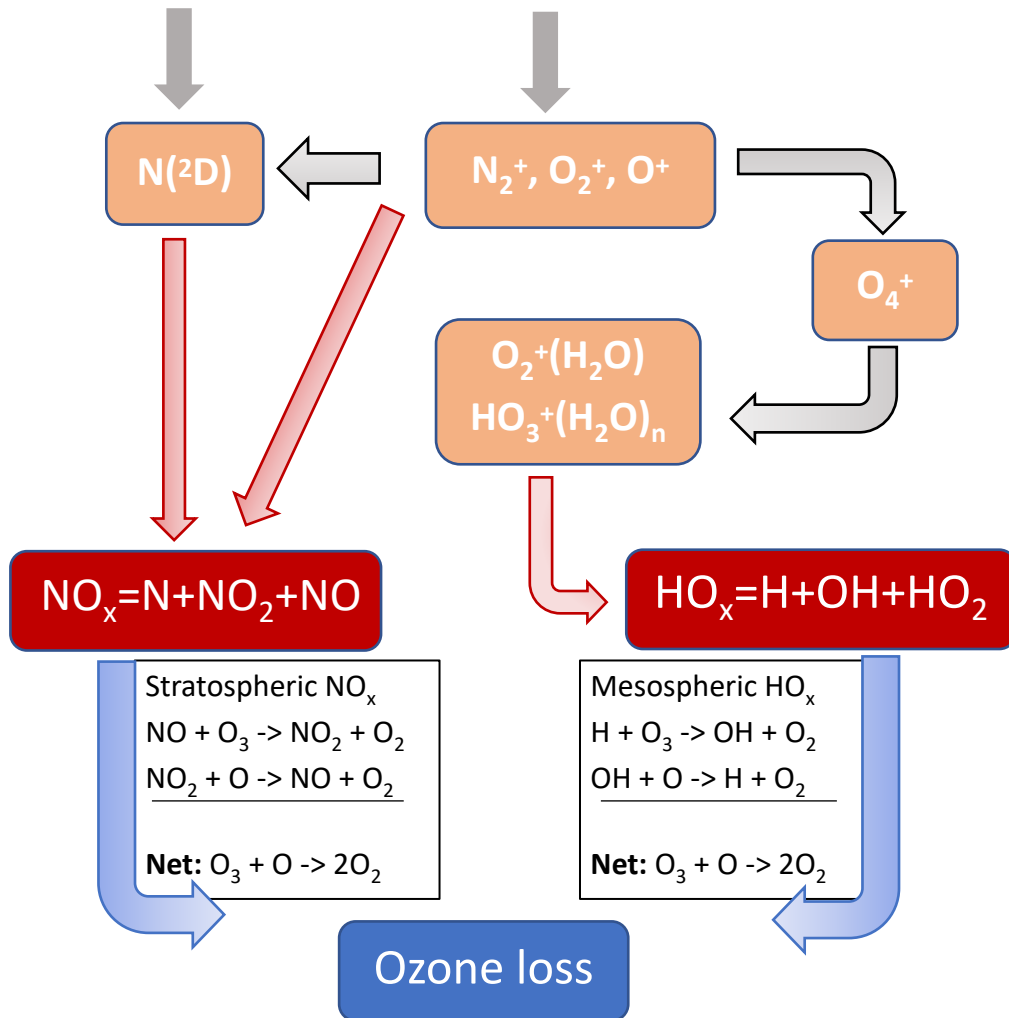 N(²D)
N₂⁺, O₂⁺, O⁺
O₄⁺
O₂⁺(H₂O)
HO₃⁺(H₂O)ₙ
NOₓ=N+NO₂+NO
HOₓ=H+OH+HO₂
Stratospheric NOₓ
NO + O₃ -> NO₂ + O₂
NO₂ + O -> NO + O₂
Net: O₃ + O -> 2O₂
Mesospheric HOₓ
H + O₃ -> OH + O₂
OH + O -> H + O₂
Net: O₃ + O -> 2O₂
Ozone loss